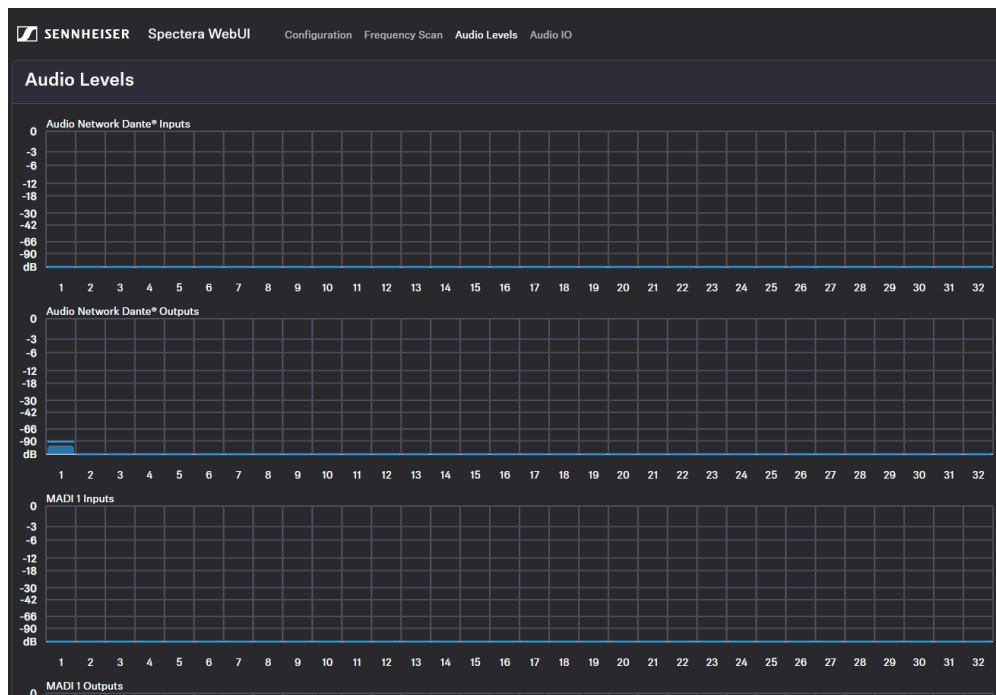 SENNHEISER Spectera WebUI Configuration Frequency Scan Audio Levels Audio IO
Audio Levels
Audio Network Dante® Inputs
0
-3
-6
-12
-18
-30
-42
-66
-90
dB
1 2 3 4 5 6 7 8 9 10 11 12 13 14 15 16 17 18 19 20 21 22 23 24 25 26 27 28 29 30 31 32
Audio Network Dante® Outputs
0
-3
-6
-12
-18
-30
-42
-66
-90
dB
1 2 3 4 5 6 7 8 9 10 11 12 13 14 15 16 17 18 19 20 21 22 23 24 25 26 27 28 29 30 31 32
MADI 1 Inputs
0
-3
-6
-12
-18
-30
-42
-66
-90
dB
1 2 3 4 5 6 7 8 9 10 11 12 13 14 15 16 17 18 19 20 21 22 23 24 25 26 27 28 29 30 31 32
MADI 1 Outputs
0